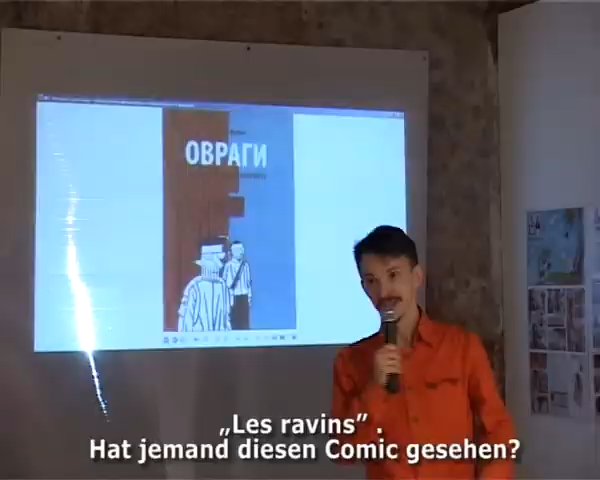 ОВРАГИ
„Les ravins” .
Hat jemand diesen Comic gesehen?